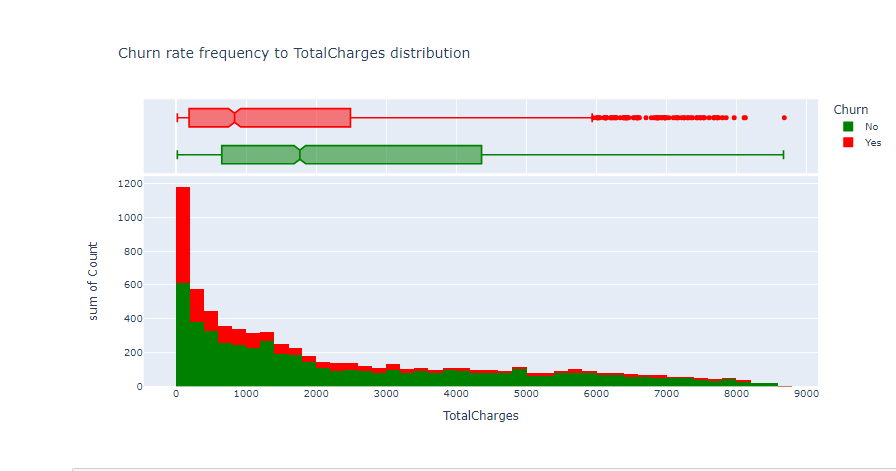 Churn rate frequency to TotalCharges distribution
Churn
No
Yes
1200
1000
800
600
400
200
0
sum of Count
0 1000 2000 3000 4000 5000 6000 7000 8000 9000
TotalCharges